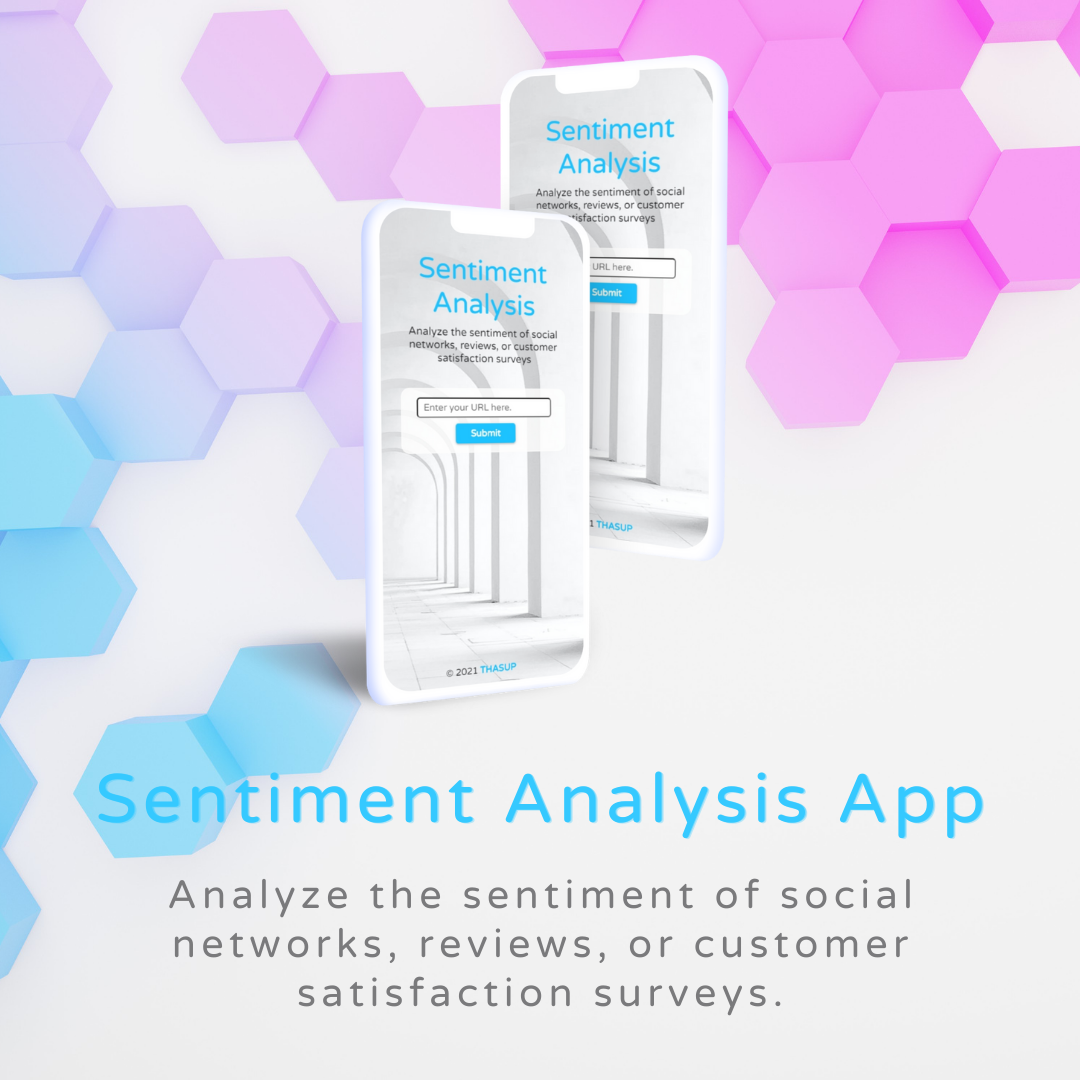 Sentiment
Analysis
Analyze the sentiment of social
networks, reviews, or customer
satisfaction surveys
URL here.
Submit
1 THASUP
Sentiment
Analysis
Analyze the sentiment of social
networks, reviews, or customer
satisfaction surveys
Enter your URL here.
Submit
© 2021 THASUP
Sentiment Analysis App
Analyze the sentiment of social
networks, reviews, or customer
satisfaction surveys.